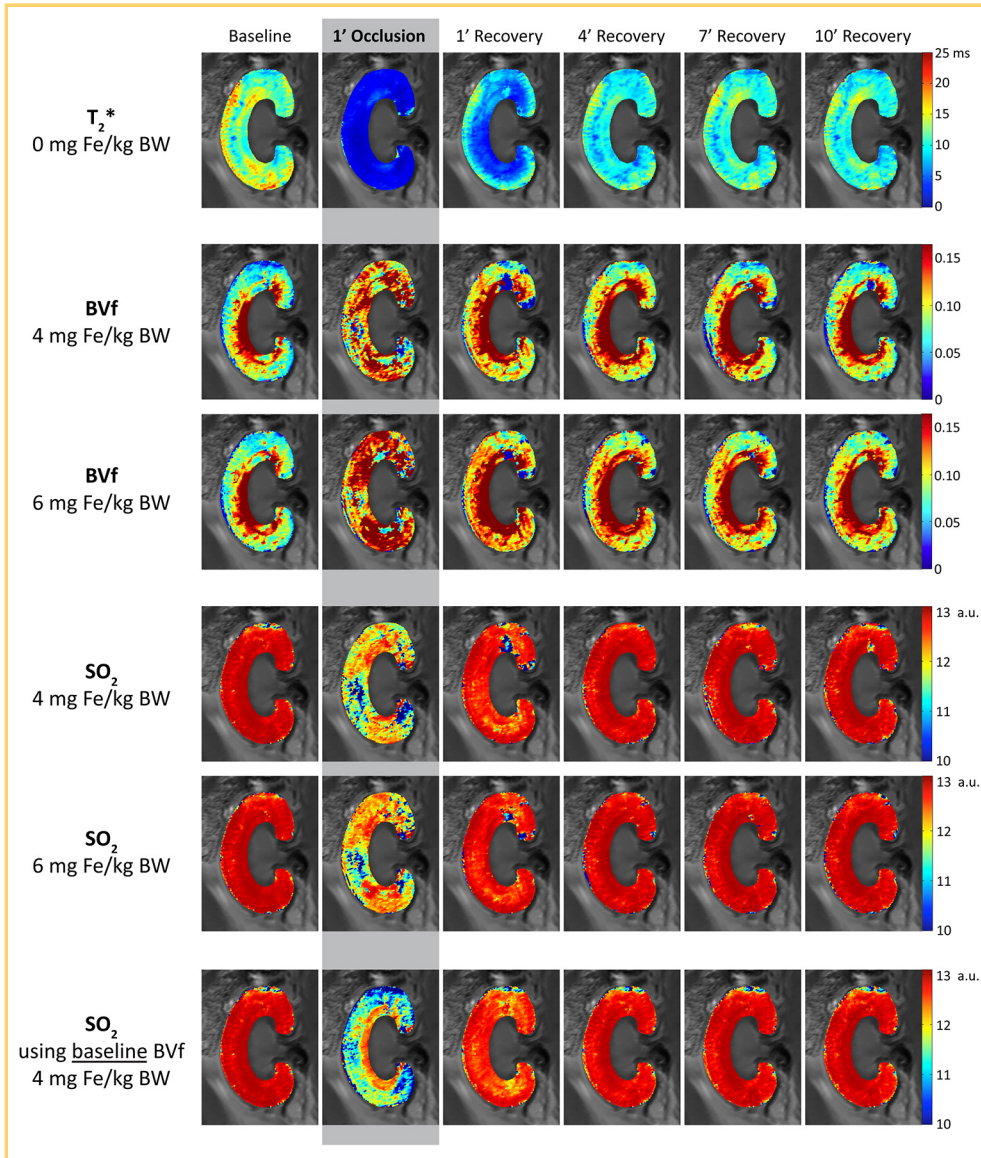 Baseline 1’ Occlusion 1’ Recovery 4’ Recovery 7’ Recovery 10’ Recovery
T2*
0 mg Fe/kg BW
25 ms
20
15
10
5
0
BVf
4 mg Fe/kg BW
0.15
0.10
0.05
0
BVf
6 mg Fe/kg BW
0.15
0.10
0.05
0
SO2
4 mg Fe/kg BW
13 a.u.
12
11
10
SO2
6 mg Fe/kg BW
13 a.u.
12
11
10
SO2
using baseline BVf
4 mg Fe/kg BW
13 a.u.
12
11
10